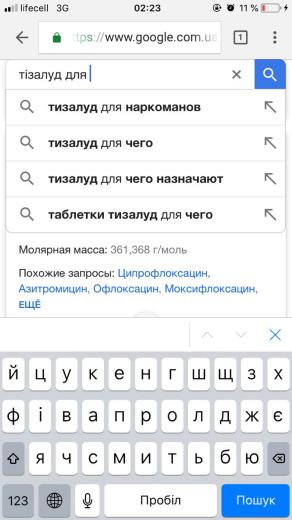 lifecell 3G 02:23 11 %
ttps://www.google.com.ua 1
тізалуд для
тизалуд для наркоманов
тизалуд для чего
тизалуд для чего назначают
таблетки тизалуд для чего
Молярная масса: 361,368 г/моль
Похожие запросы: Ципрофлоксацин,
Азитромицин, Офлоксацин, Моксифлоксацин,
ЕЩЁ
й ц у к е н г ш щ з х
ф і в а п р о л д ж є
я ч с м и т ь б ю
123 Пробіл Пошук